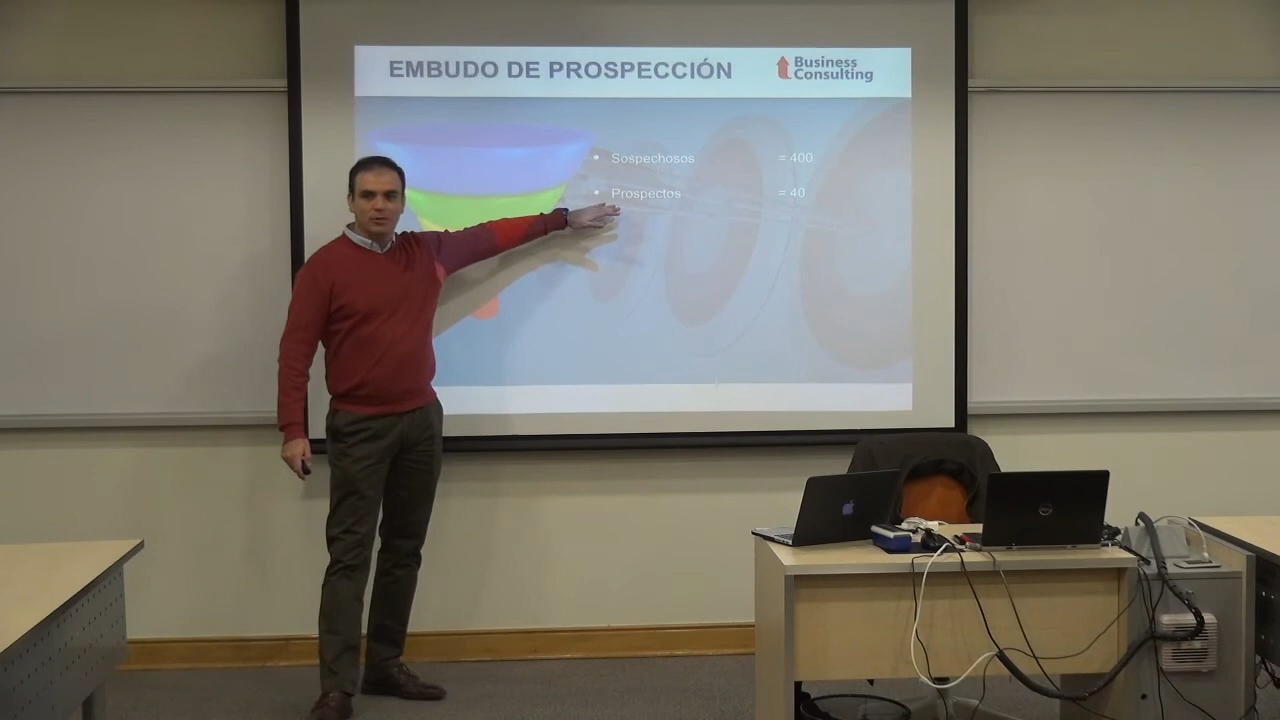 EMBUDO DE PROSPECCIÓN
Business
Consulting
• Sospechosos = 400
• Prospectos = 40